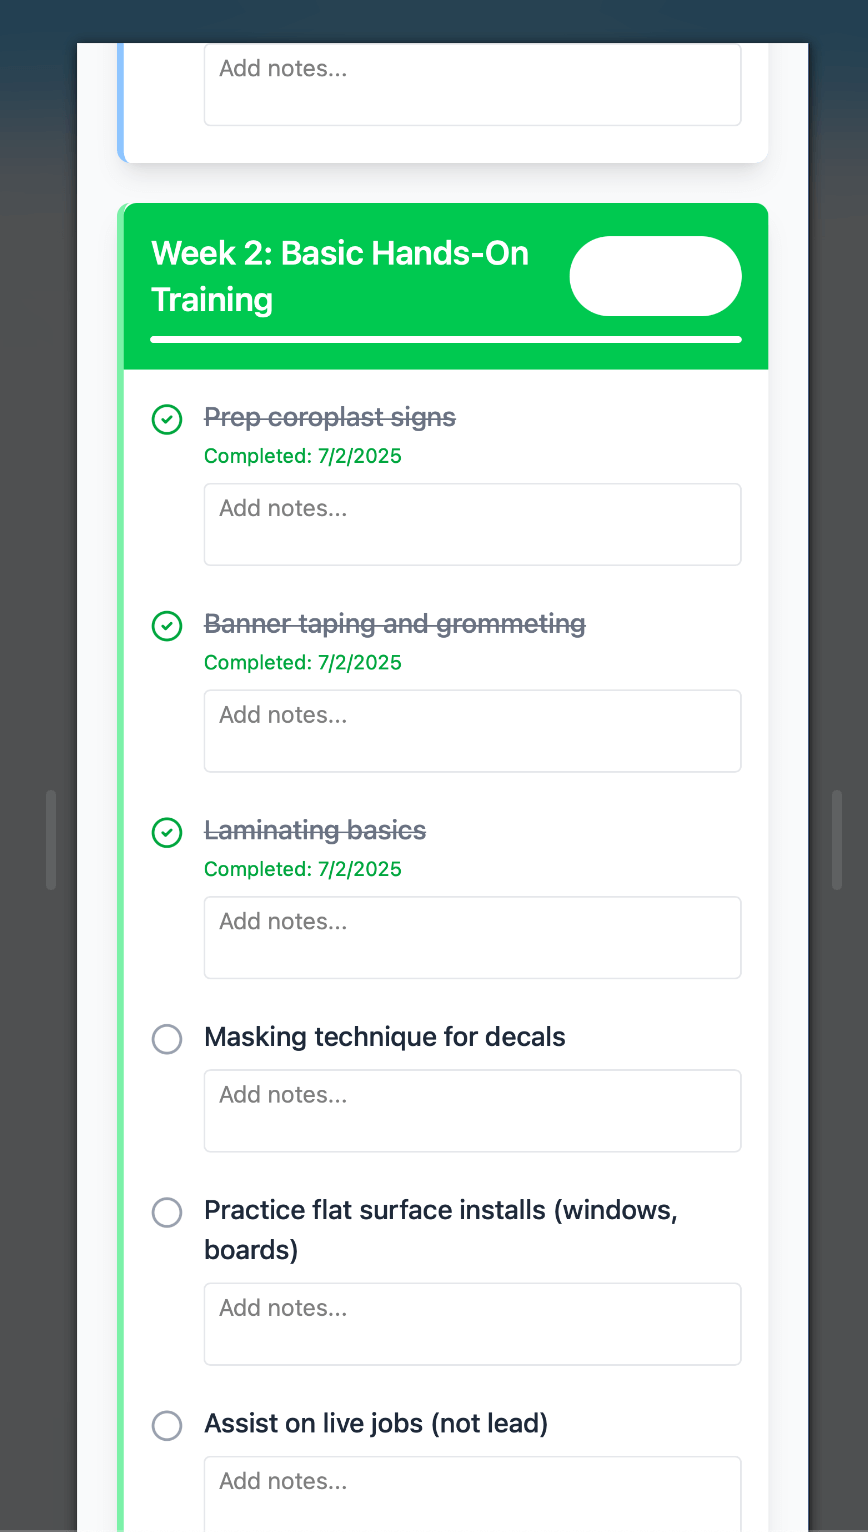 Add notes...
Week 2: Basic Hands-On
Training
Prep coroplast signs
Completed: 7/2/2025
Add notes...
Banner taping and grommeting
Completed: 7/2/2025
Add notes...
Laminating basics
Completed: 7/2/2025
Add notes...
Masking technique for decals
Add notes...
Practice flat surface installs (windows,
boards)
Add notes...
Assist on live jobs (not lead)
Add notes...